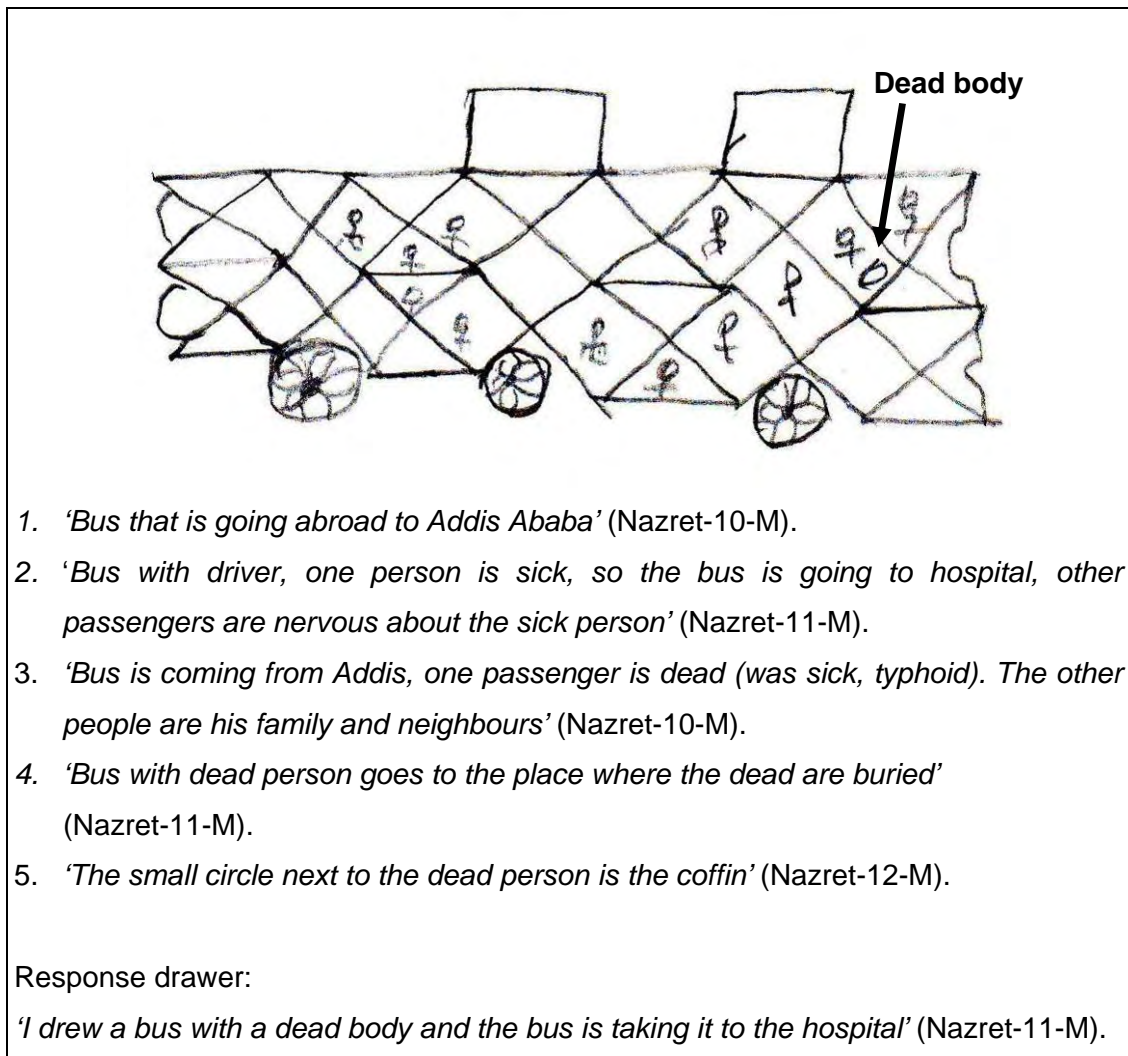 Dead body
1. ‘Bus that is going abroad to Addis Ababa’ (Nazret-10-M).
2. ‘Bus with driver, one person is sick, so the bus is going to hospital, other
passengers are nervous about the sick person’ (Nazret-11-M).
3. ‘Bus is coming from Addis, one passenger is dead (was sick, typhoid). The other
people are his family and neighbours’ (Nazret-10-M).
4. ‘Bus with dead person goes to the place where the dead are buried’
(Nazret-11-M).
5. ‘The small circle next to the dead person is the coffin’ (Nazret-12-M).
Response drawer:
‘I drew a bus with a dead body and the bus is taking it to the hospital’ (Nazret-11-M).